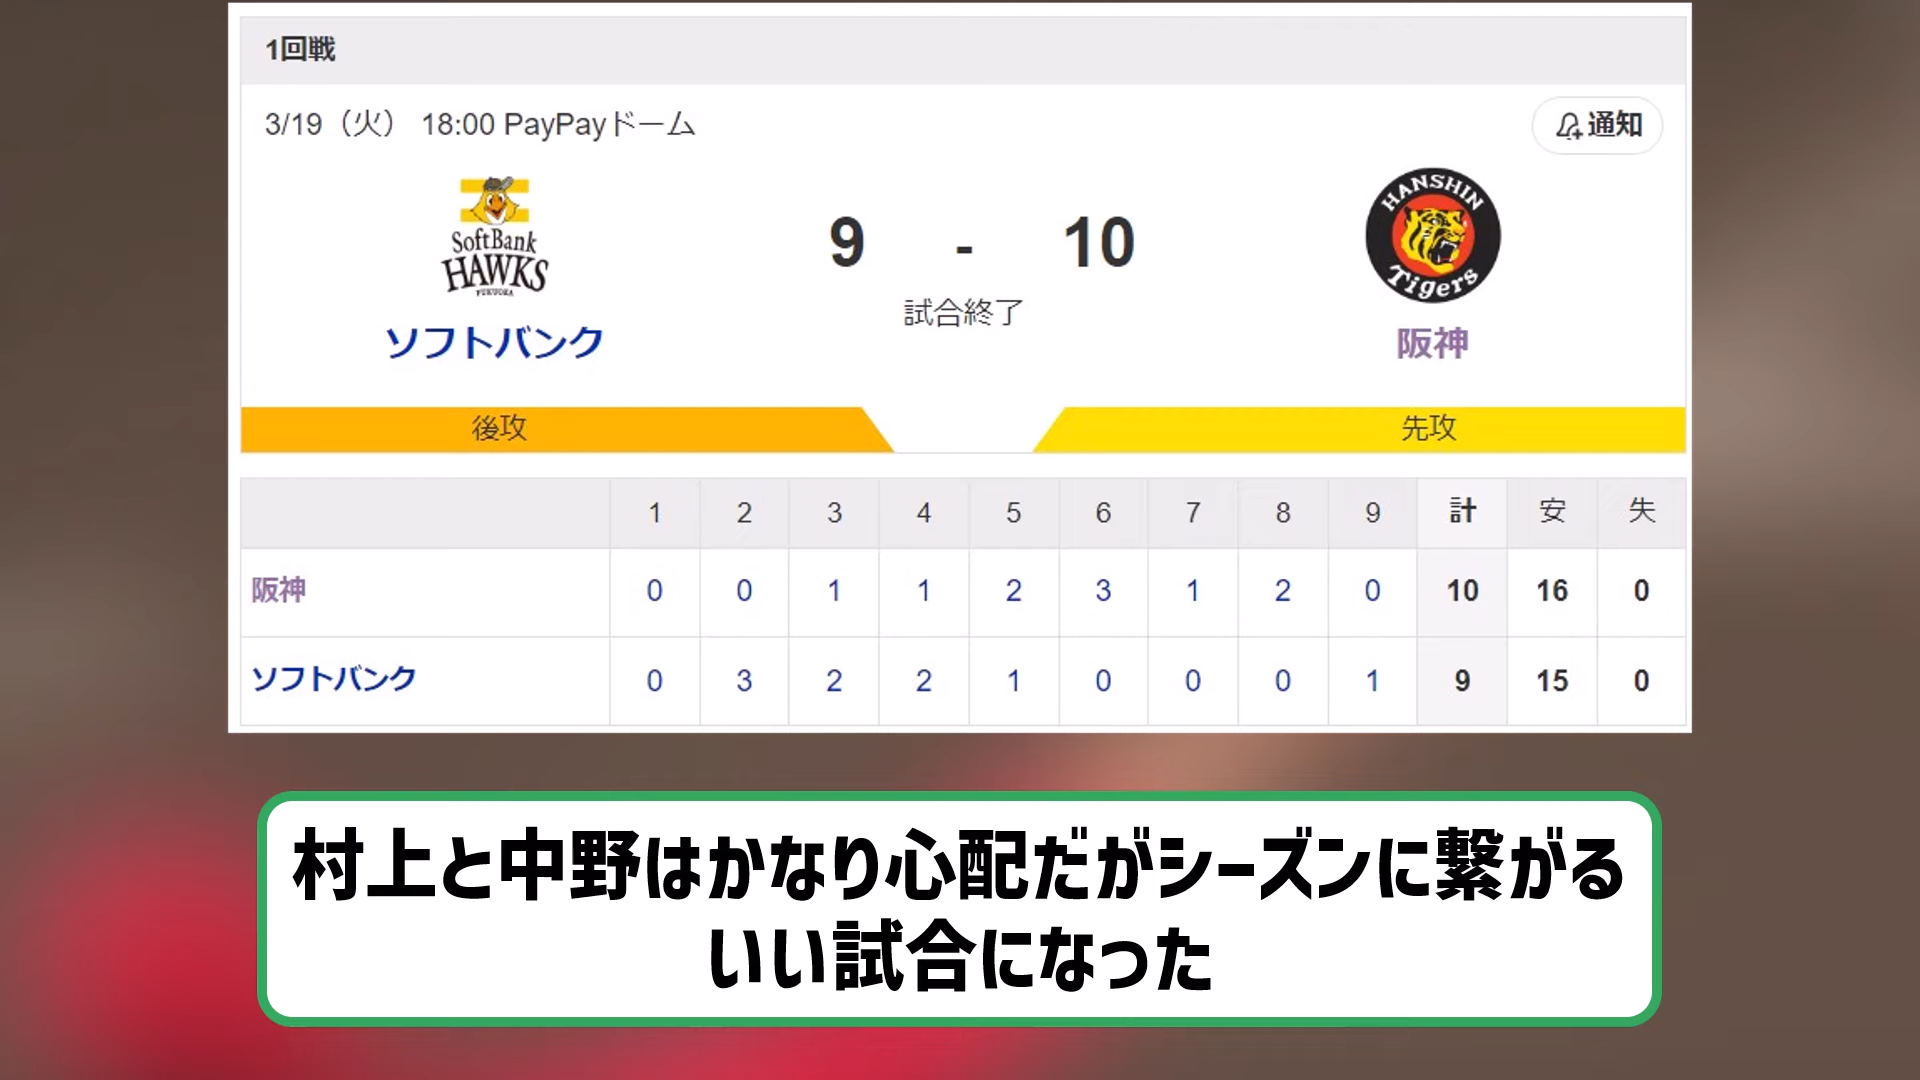 1回戦
3/19（火） 18:00 PayPayドーム
通知
SoftBank
HAWKS
FUKUOKA
HANSHIN
Tigers
9 - 10
試合終了
ソフトバンク
阪神
後攻
先攻
1 2 3 4 5 6 7 8 9 計 安 失
阪神 0 0 1 1 2 3 1 2 0 10 16 0
ソフトバンク 0 3 2 2 1 0 0 0 1 9 15 0
村上と中野はかなり心配だがシーズンに繋がる
いい試合になった